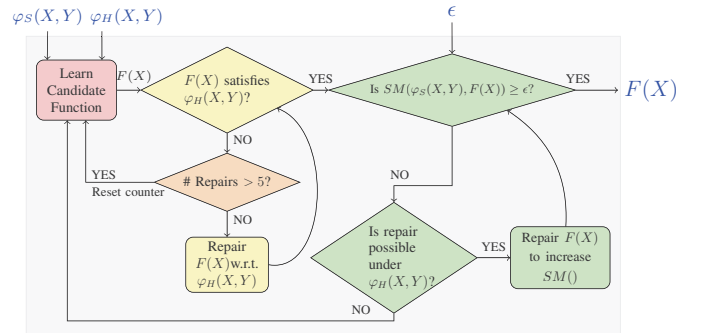 φS(X, Y) φH(X, Y)
ϵ
Learn
Candidate
Function
F(X)
F(X) satisfies
φH(X, Y)?
YES
Is SM(φS(X, Y), F(X)) ≥ ϵ?
YES
F(X)
NO
# Repairs > 5?
YES
Reset counter
NO
Repair
F(X)w.r.t.
φH(X, Y)
NO
Is repair
possible
under
φH(X, Y)?
YES
Repair F(X)
to increase
SM()
NO